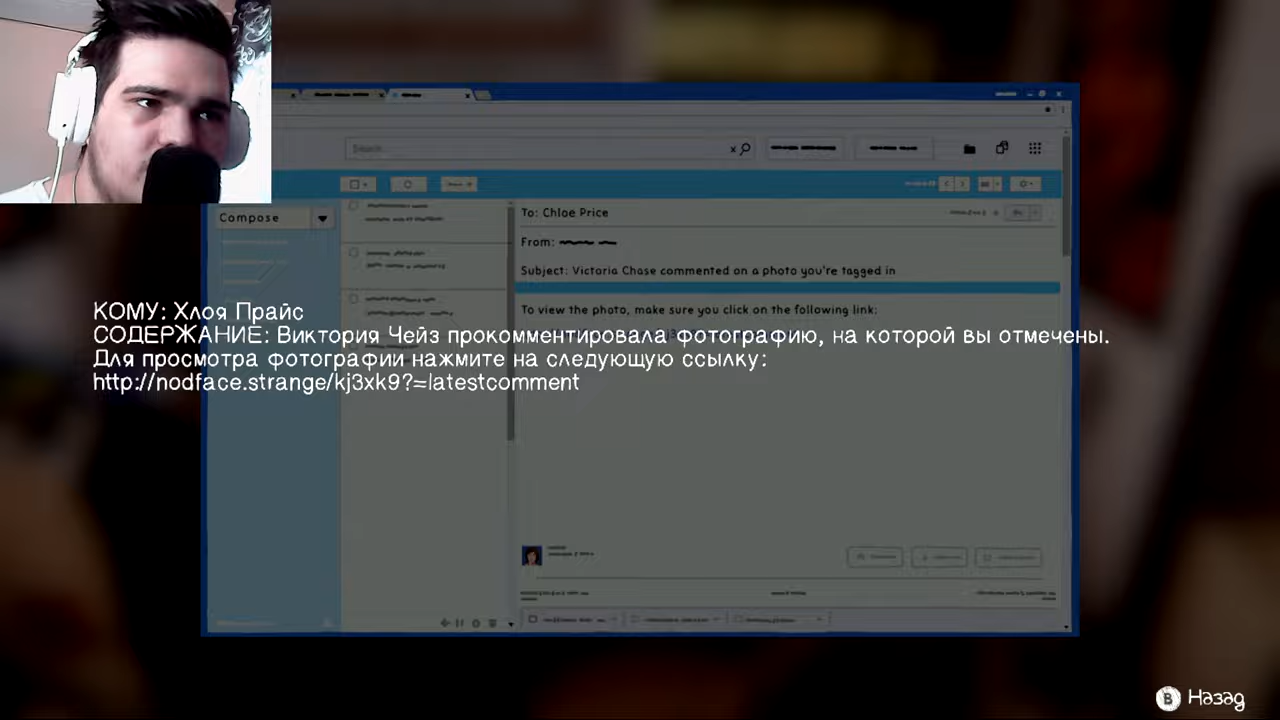 Search
Compose
To: Chloe Price
From:
Subject: Victoria Chase commented on a photo you're tagged in
To view the photo, make sure you click on the following link:
КОМУ: Хлоя Прайс
СОДЕРЖАНИЕ: Виктория Чейз прокомментировала фотографию, на которой вы отмечены.
Для просмотра фотографии нажмите на следующую ссылку:
http://nodface.strange/kj3xk9?=latestcomment
B Назад